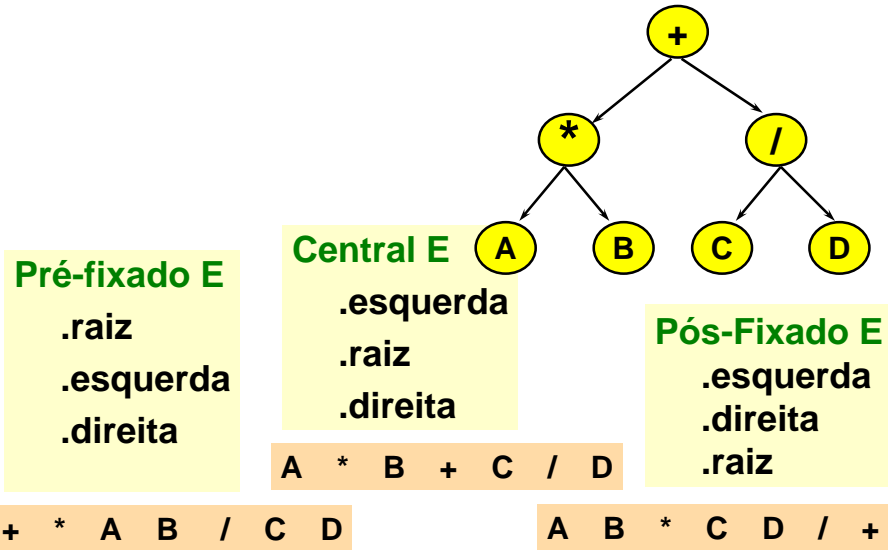 +
* /
A B C D
Pré-fixado E
.raiz
.esquerda
.direita
+ * A B / C D
Central E
.esquerda
.raiz
.direita
A * B + C / D
Pós-Fixado E
.esquerda
.direita
.raiz
A B * C D / +